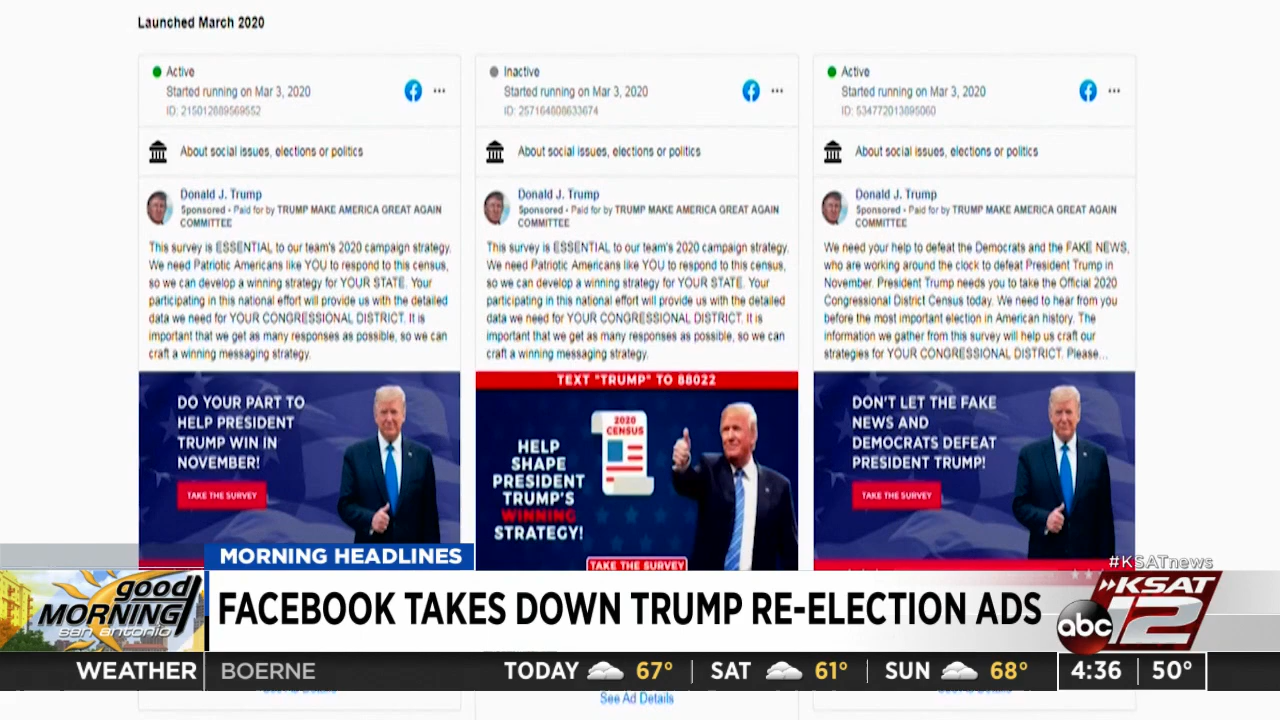 Launched March 2020
Active
Started running on Mar 3, 2020
ID: 215012889569552
About social issues, elections or politics
Donald J. Trump
Sponsored • Paid for by TRUMP MAKE AMERICA GREAT AGAIN
COMMITTEE
This survey is ESSENTIAL to our team's 2020 campaign strategy.
We need Patriotic Americans like YOU to respond to this census,
so we can develop a winning strategy for YOUR STATE. Your
participating in this national effort will provide us with the detailed
data we need for YOUR CONGRESSIONAL DISTRICT. It is
important that we get as many responses as possible, so we can
craft a winning messaging strategy.
DO YOUR PART TO
HELP PRESIDENT
TRUMP WIN IN
NOVEMBER!
TAKE THE SURVEY
Inactive
Started running on Mar 3, 2020
ID: 257164808633674
About social issues, elections or politics
Donald J. Trump
Sponsored • Paid for by TRUMP MAKE AMERICA GREAT AGAIN
COMMITTEE
This survey is ESSENTIAL to our team's 2020 campaign strategy.
We need Patriotic Americans like YOU to respond to this census,
so we can develop a winning strategy for YOUR STATE. Your
participating in this national effort will provide us with the detailed
data we need for YOUR CONGRESSIONAL DISTRICT. It is
important that we get as many responses as possible, so we can
craft a winning messaging strategy.
TEXT "TRUMP" TO 88022
2020
CENSUS
HELP
SHAPE
PRESIDENT
TRUMP'S
WINNING
STRATEGY!
TAKE THE SURVEY
See Ad Details
Active
Started running on Mar 3, 2020
ID: 534772013895060
About social issues, elections or politics
Donald J. Trump
Sponsored • Paid for by TRUMP MAKE AMERICA GREAT AGAIN
COMMITTEE
We need your help to defeat the Democrats and the FAKE NEWS,
who are working around the clock to defeat President Trump in
November. President Trump needs you to take the Official 2020
Congressional District Census today. We need to hear from you
before the most important election in American history. The
information we gather from this survey will help us craft our
strategies for YOUR CONGRESSIONAL DISTRICT. Please...
DON'T LET THE FAKE
NEWS AND
DEMOCRATS DEFEAT
PRESIDENT TRUMP!
TAKE THE SURVEY
#KSATnews
MORNING HEADLINES
good
MORNING
san antonio
FACEBOOK TAKES DOWN TRUMP RE-ELECTION ADS
abc
KSAT
12
WEATHER
BOERNE
TODAY 67° SAT 61° SUN 68°
4:36 50°